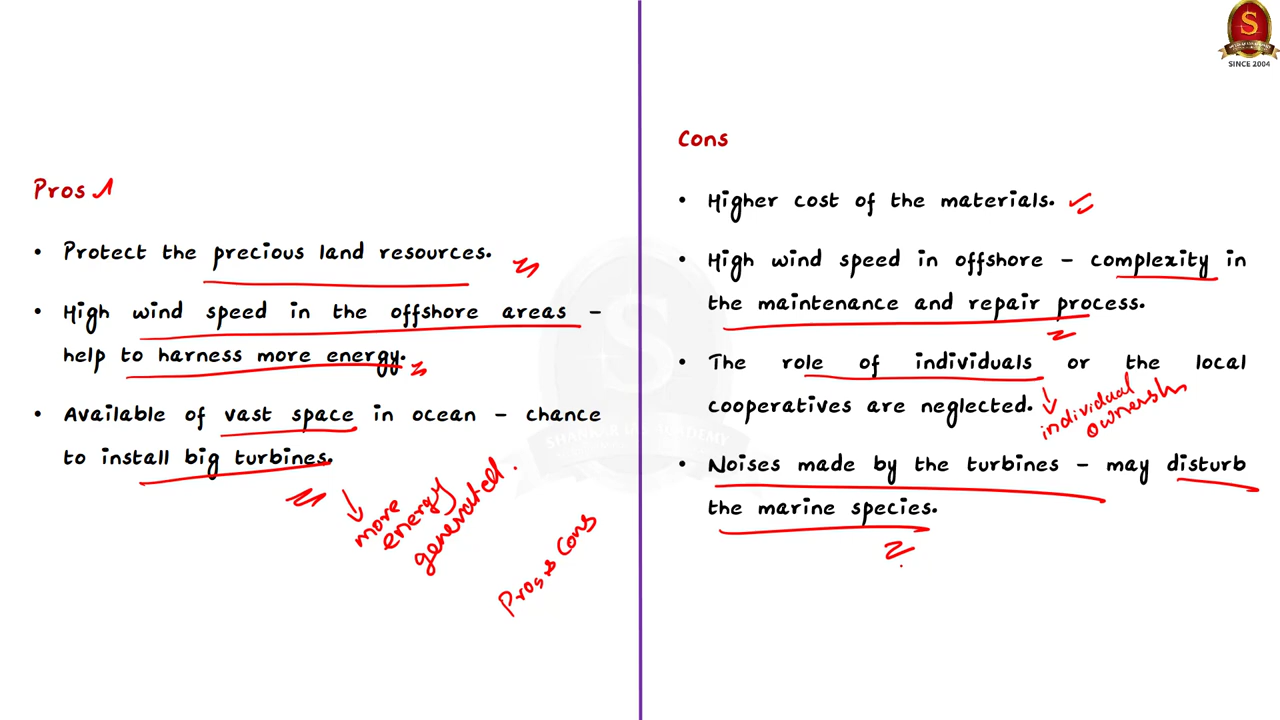 Pros
• Protect the precious land resources.
• High wind speed in the offshore areas –
help to harness more energy.
• Available of vast space in ocean – chance
to install big turbines.
more
energy
generated.
Pros & Cons
Cons
• Higher cost of the materials.
• High wind speed in offshore – complexity in
the maintenance and repair process.
• The role of individuals or the local
cooperatives are neglected.
individual
• Noises made by the turbines – may disturb
the marine species.
S
SINCE 2004
SHANKAR IAS ACADEMY